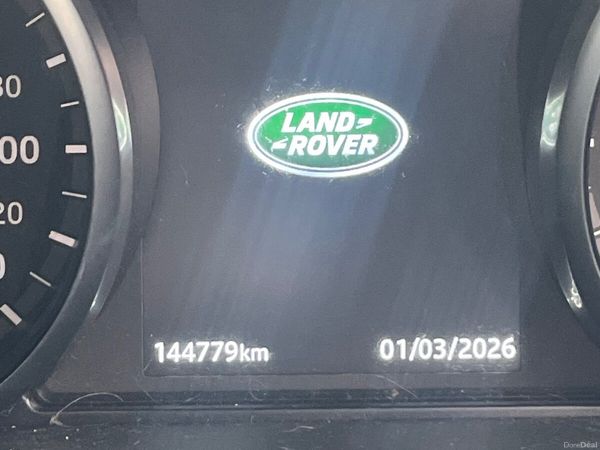 LAND
ROVER
144779km
01/03/2026
DoneDeal